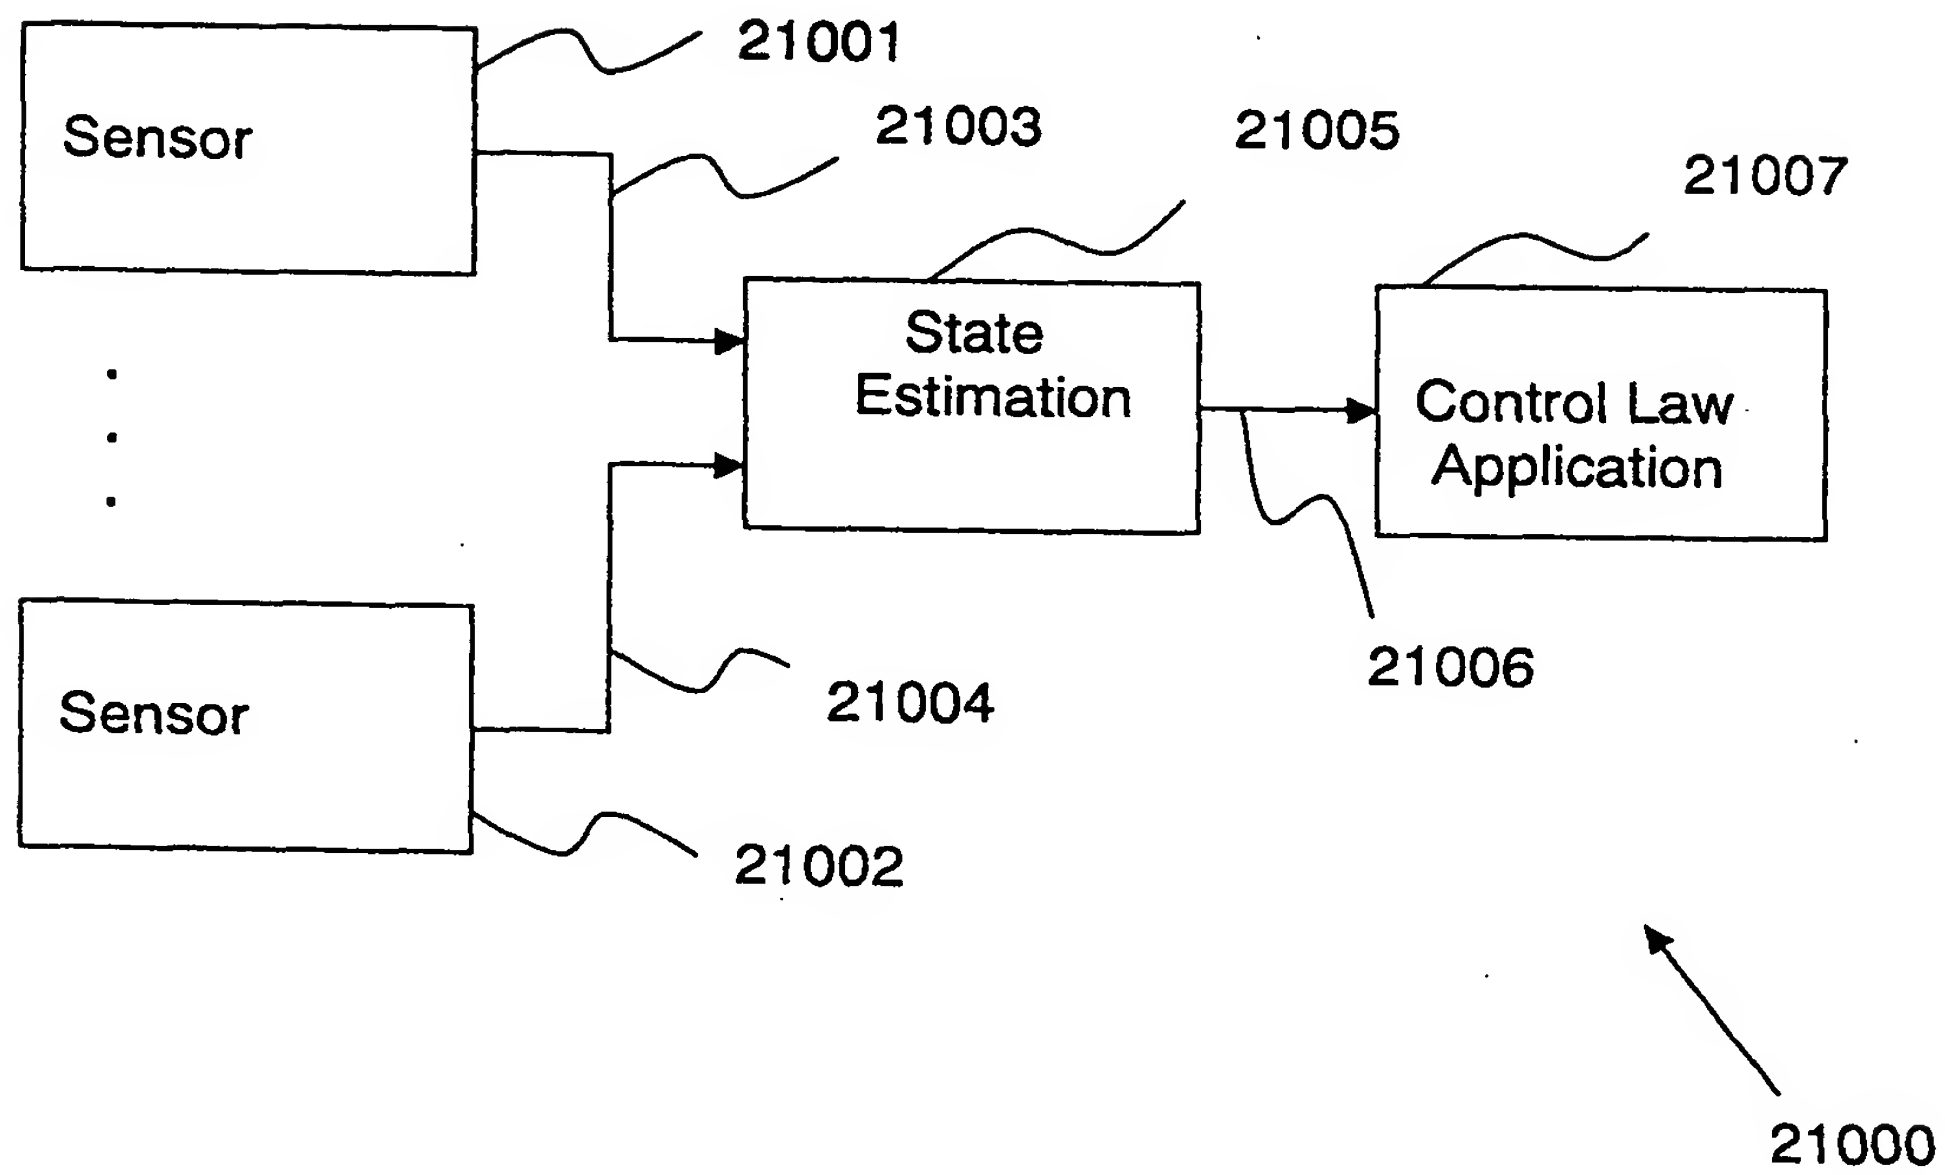 21001
Sensor
21003
21005
21007
State
Estimation
Control Law
Application
21006
21004
Sensor
21002
21000